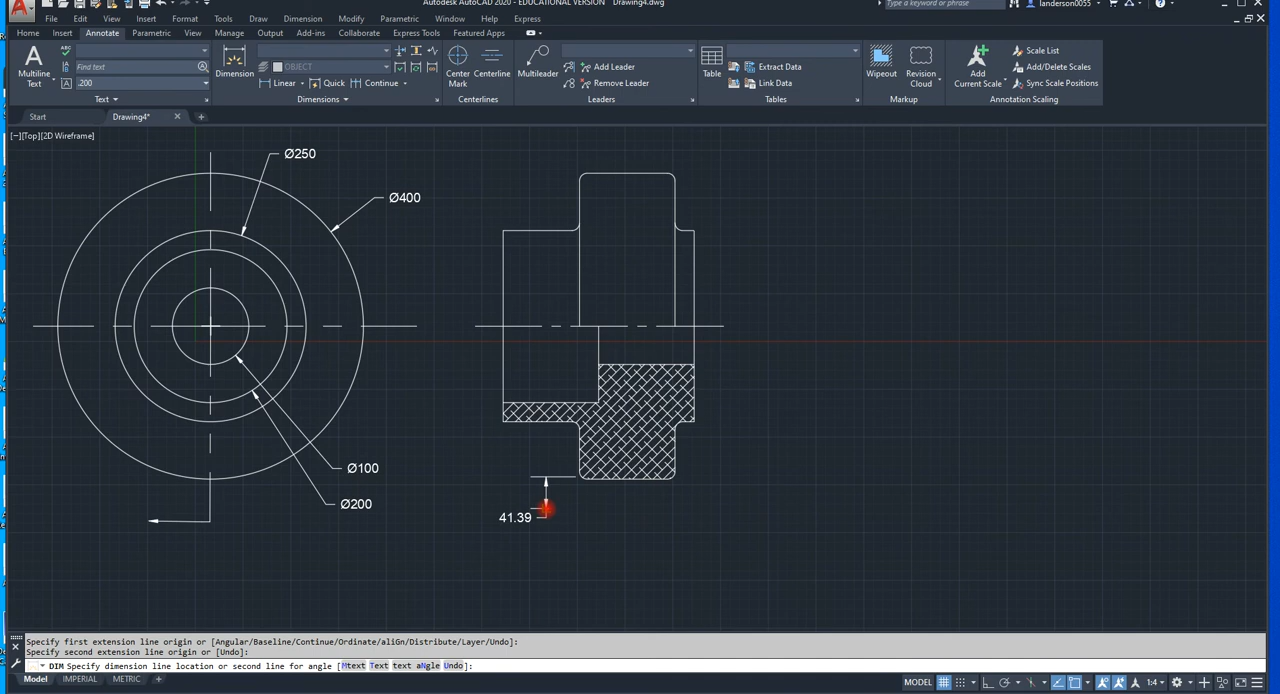 Autodesk AutoCAD 2020 - EDUCATIONAL VERSION Drawing4.dwg
Type a keyword or phrase
landerson0055
File Edit View Insert Format Tools Draw Dimension Modify Parametric Window Help Express
Home Insert Annotate Parametric View Manage Output Add-ins Collaborate Express Tools Featured Apps
Multiline Text
Find text
.200
Text
Dimension
OBJECT
Linear Quick Continue
Dimensions
Center Mark
Centerline
Centerlines
Multileader
Add Leader
Remove Leader
Leaders
Table
Extract Data
Link Data
Tables
Wipeout
Revision Cloud
Markup
Add Current Scale
Scale List
Add/Delete Scales
Sync Scale Positions
Annotation Scaling
Start Drawing4*
[−][Top][2D Wireframe]
Ø250
Ø400
Ø100
Ø200
41.39
Specify first extension line origin or [Angular/Baseline/Continue/Ordinate/aliGn/Distribute/Layer/Undo]:
Specify second extension line origin or [Undo]:
DIM Specify dimension line location or second line for angle [Mtext Text text aNgle Undo]:
Model IMPERIAL METRIC
MODEL 1:4